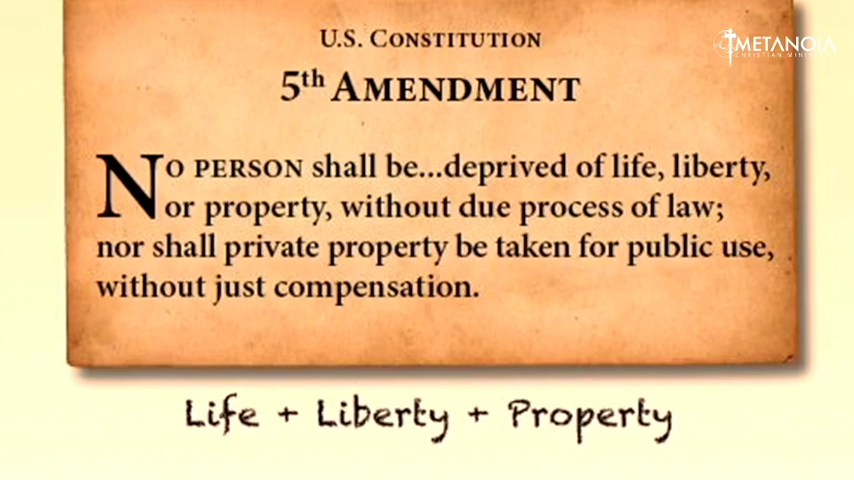 U.S. CONSTITUTION
5th AMENDMENT
NO PERSON shall be...deprived of life, liberty,
or property, without due process of law;
nor shall private property be taken for public use,
without just compensation.
Life + Liberty + Property
METANOIA
CHRISTIAN